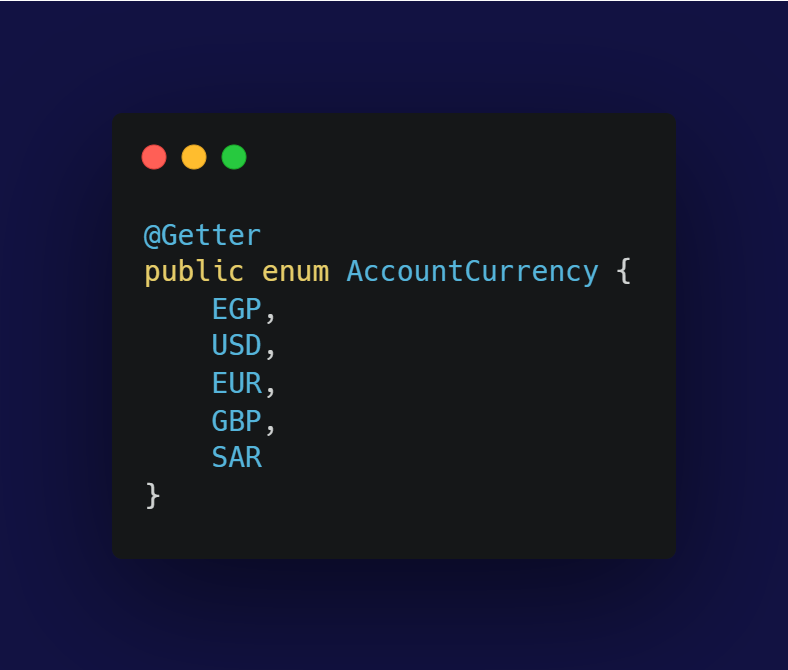 @Getter
public enum AccountCurrency {
    EGP,
    USD,
    EUR,
    GBP,
    SAR
}